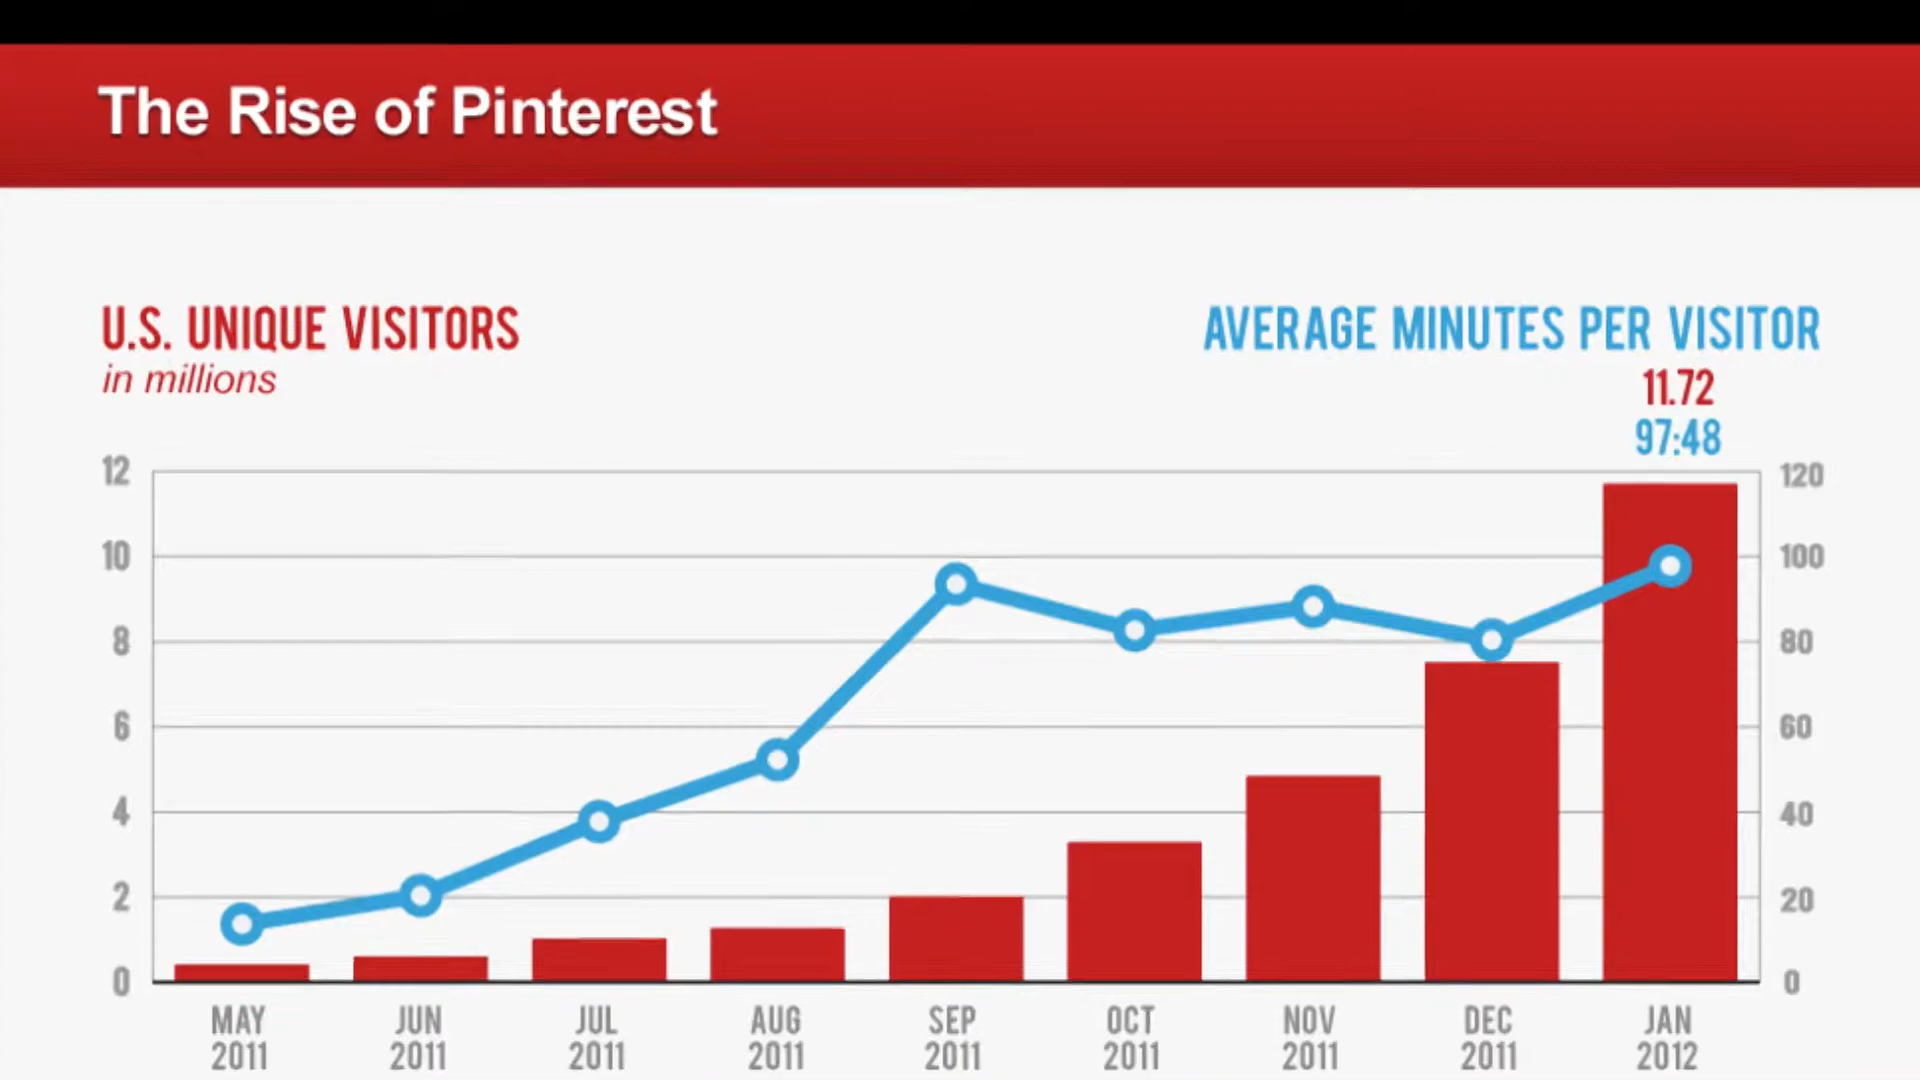 The Rise of Pinterest
U.S. UNIQUE VISITORS
in millions
AVERAGE MINUTES PER VISITOR
11.72
97:48
12
10
8
6
4
2
0
120
100
80
60
40
20
0
MAY 2011
JUN 2011
JUL 2011
AUG 2011
SEP 2011
OCT 2011
NOV 2011
DEC 2011
JAN 2012